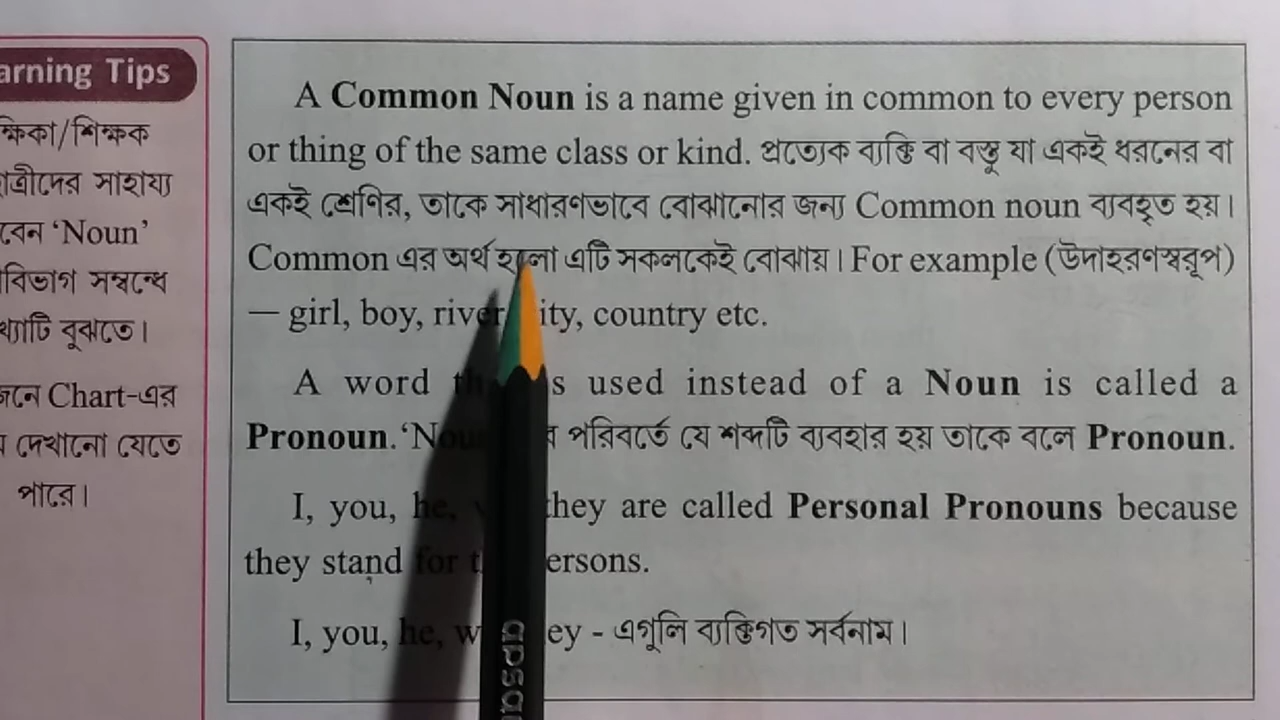 arning Tips
ক্ষিকা/শিক্ষক
ত্রীদের সাহায্য
বেন ‘Noun’
বিভাগ সম্বন্ধে
খ্যাটি বুঝতে।
জনে Chart-এর
দেখানো যেতে
পারে।
A Common Noun is a name given in common to every person
or thing of the same class or kind. প্রত্যেক ব্যক্তি বা বস্তু যা একই ধরনের বা
একই শ্রেণির, তাকে সাধারণভাবে বোঝানোর জন্য Common noun ব্যবহৃত হয়।
Common এর অর্থ হলো এটি সকলকেই বোঝায়। For example (উদাহরণস্বরূপ)
— girl, boy, river ity, country etc.
A word th s used instead of a Noun is called a
Pronoun. ‘Nou র পরিবর্তে যে শব্দটি ব্যবহার হয় তাকে বলে Pronoun.
I, you, he, they are called Personal Pronouns because
they stand for ersons.
I, you, he, w ey - এগুলি ব্যক্তিগত সর্বনাম।
apsa